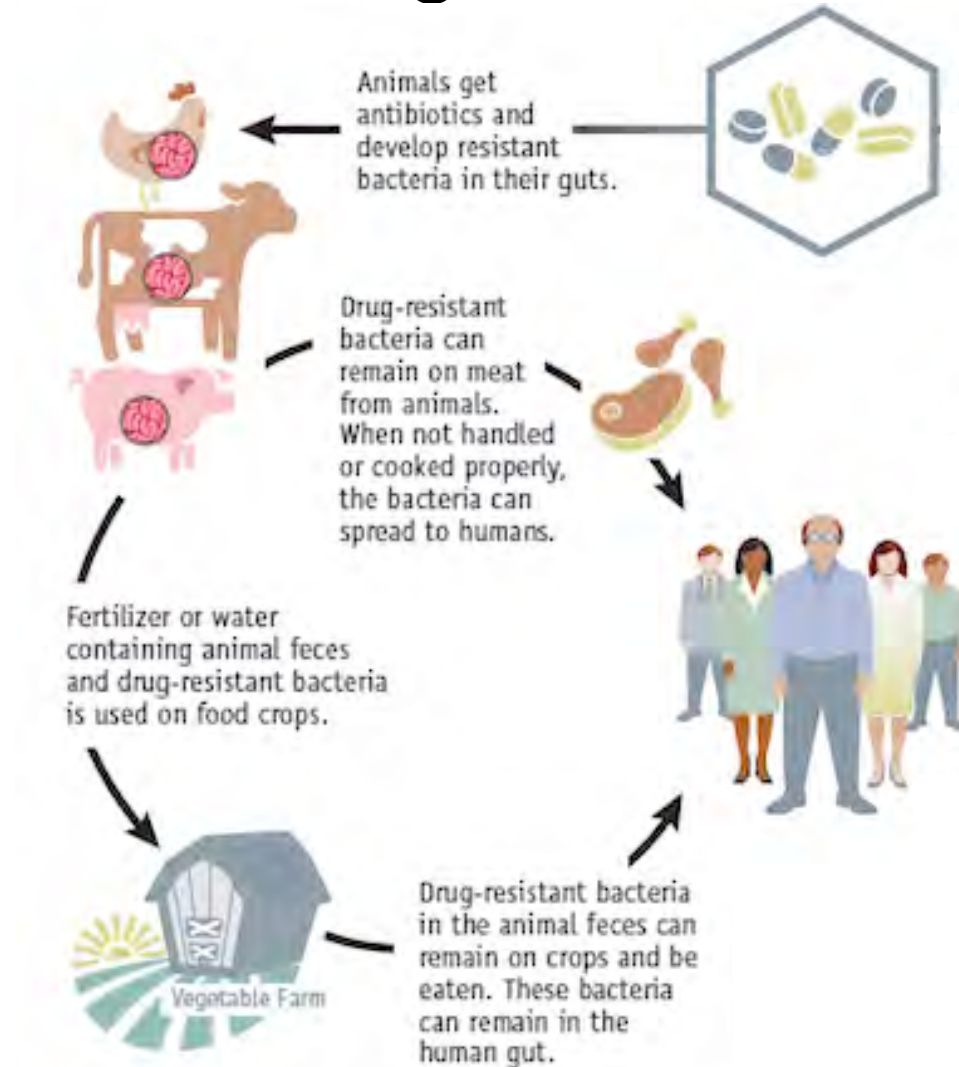 Animals get
antibiotics and
develop resistant
bacteria in their guts.
Drug-resistant
bacteria can
remain on meat
from animals.
When not handled
or cooked properly,
the bacteria can
spread to humans.
Fertilizer or water
containing animal feces
and drug-resistant bacteria
is used on food crops.
Vegetable Farm
Drug-resistant bacteria
in the animal feces can
remain on crops and be
eaten. These bacteria
can remain in the
human gut.